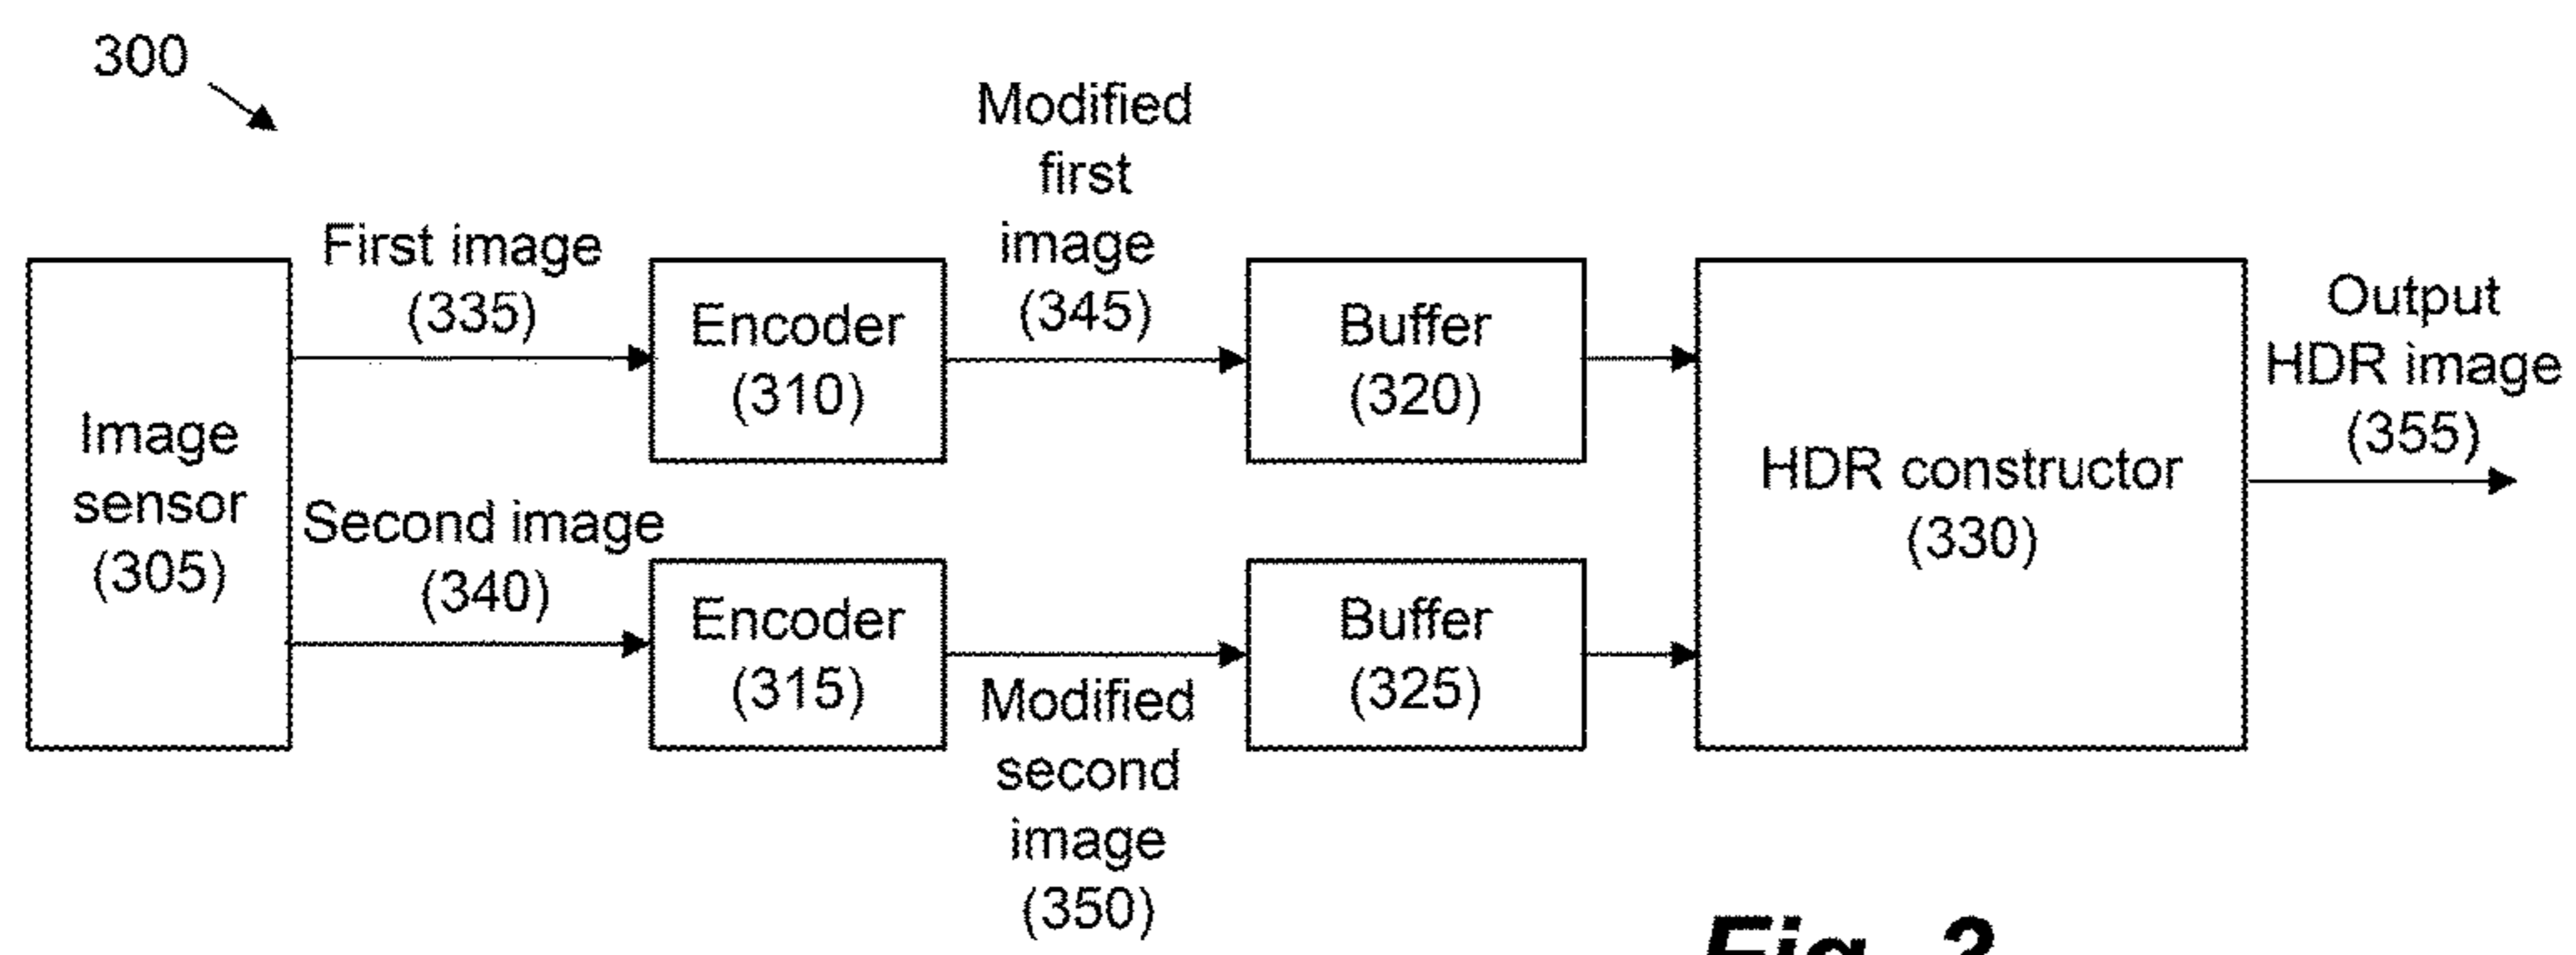 300
Modified
first
image
(345)
First image
(335)
Encoder
(310)
Buffer
(320)
Output
HDR image
(355)
Image
sensor
(305)
HDR constructor
(330)
Second image
(340)
Encoder
(315)
Buffer
(325)
Modified
second
image
(350)
Fig.